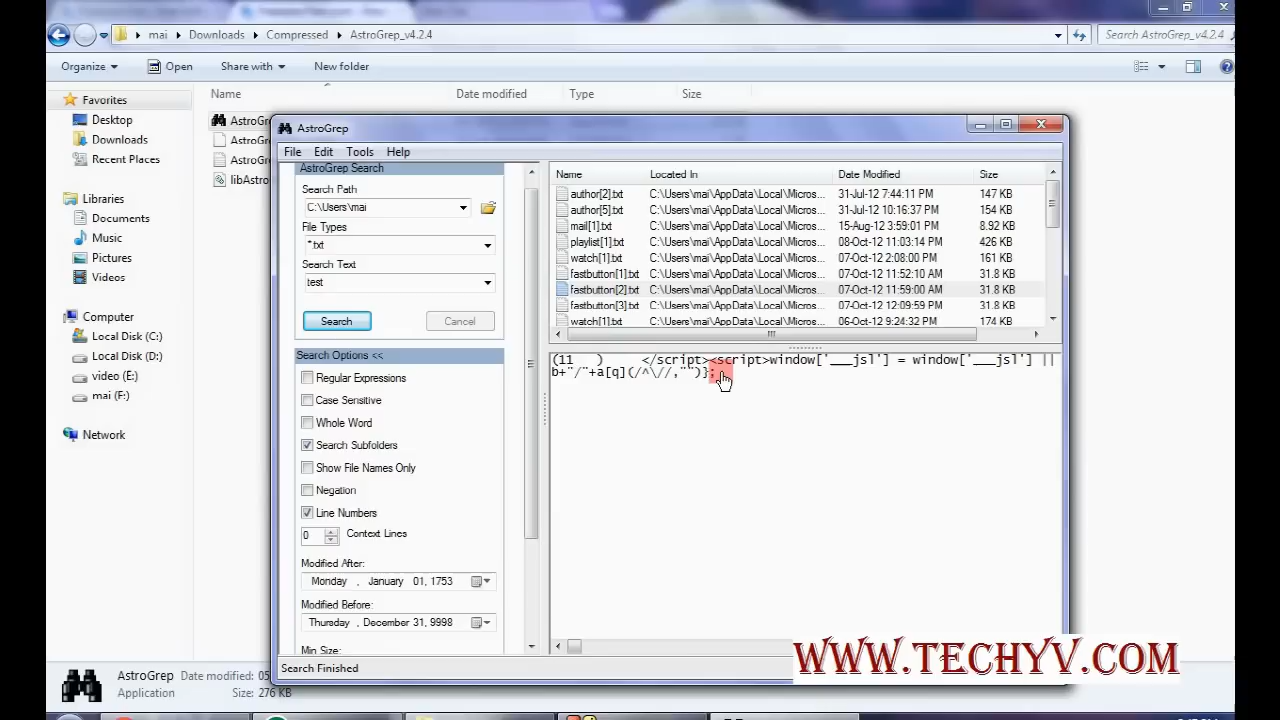 mai
Downloads
Compressed
AstroGrep_v4.2.4
Search AstroGrep_v4.2.4
Organize
Open
Share with
New folder
Favorites
Desktop
Downloads
Recent Places
Libraries
Documents
Music
Pictures
Videos
Computer
Local Disk (C:)
Local Disk (D:)
video (E:)
mai (F:)
Network
Name Date modified Type Size
AstroGrep
File Edit Tools Help
AstroGrep Search
Search Path
C:\Users\mai
File Types
*.txt
Search Text
test
Search Cancel
Search Options <<
Regular Expressions
Case Sensitive
Whole Word
Search Subfolders
Show File Names Only
Negation
Line Numbers
0 Context Lines
Modified After:
Monday , January 01, 1753
Modified Before:
Thursday , December 31, 9998
Min Size:
Search Finished
Name Located In Date Modified Size
author[2].txt C:\Users\mai\AppData\Local\Micros... 31-Jul-12 7:44:11 PM 147 KB
author[5].txt C:\Users\mai\AppData\Local\Micros... 31-Jul-12 10:16:37 PM 154 KB
mail[1].txt C:\Users\mai\AppData\Local\Micros... 15-Aug-12 3:59:01 PM 8.92 KB
playlist[1].txt C:\Users\mai\AppData\Local\Micros... 08-Oct-12 11:03:14 PM 426 KB
watch[1].txt C:\Users\mai\AppData\Local\Micros... 07-Oct-12 2:08:00 PM 161 KB
fastbutton[1].txt C:\Users\mai\AppData\Local\Micros... 07-Oct-12 11:52:10 AM 31.8 KB
fastbutton[2].txt C:\Users\mai\AppData\Local\Micros... 07-Oct-12 11:59:00 AM 31.8 KB
fastbutton[3].txt C:\Users\mai\AppData\Local\Micros... 07-Oct-12 12:09:59 PM 31.8 KB
watch[1].txt C:\Users\mai\AppData\Local\Micros... 06-Oct-12 9:24:32 PM 174 KB
(11 ) </script><script>window['___jsl'] = window['___jsl'] ||
b+"/"+a[q](/^\//,"")};
AstroGrep Date modified: 05
Application Size: 276 KB
WWW.TECHYV.COM